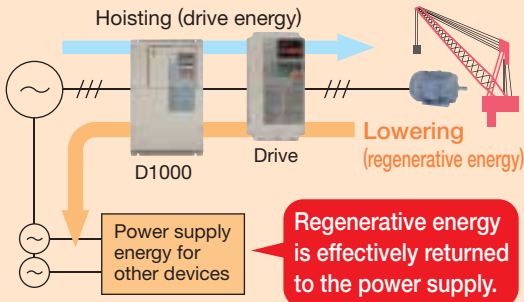 Hoisting (drive energy)
D1000
Drive
Lowering
(regenerative energy)
Power supply
energy for
other devices
Regenerative energy
is effectively returned
to the power supply.